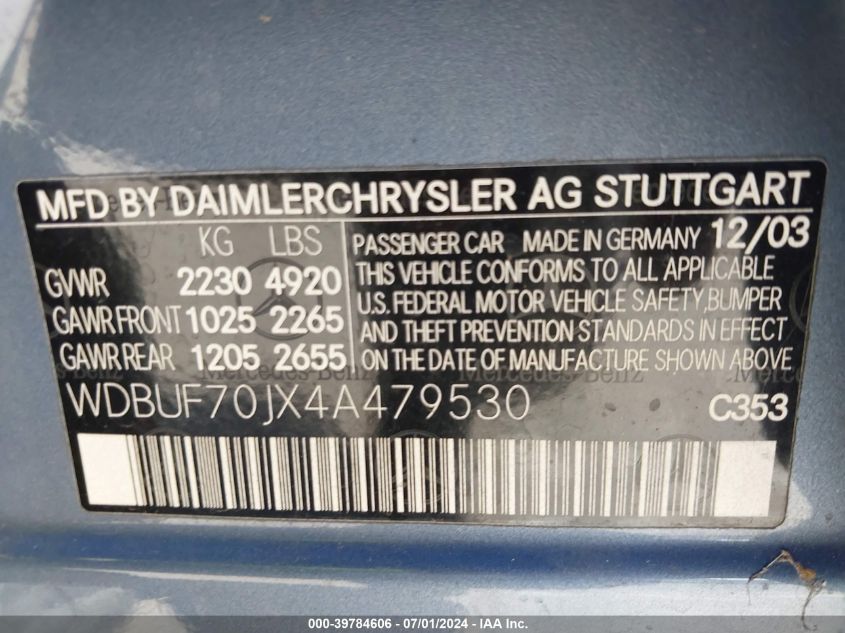 MFD BY DAIMLERCHRYSLER AG STUTTGART
KG LBS
GVWR 2230 4920
GAWR FRONT 1025 2265
GAWR REAR 1205 2655
PASSENGER CAR MADE IN GERMANY 12/03
THIS VEHICLE CONFORMS TO ALL APPLICABLE
U.S. FEDERAL MOTOR VEHICLE SAFETY, BUMPER
AND THEFT PREVENTION STANDARDS IN EFFECT
ON THE DATE OF MANUFACTURE SHOWN ABOVE
Mercedes-Benz
WDBUF70JX4A479530 C353
000-39784606 / 07/01/2024 / IAA Inc.